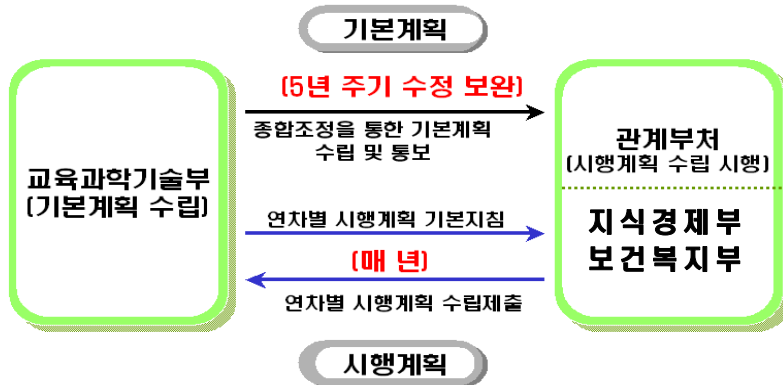 기본계획
(5년 주기 수정 보완)
종합조정을 통한 기본계획
수립 및 통보
교육과학기술부
(기본계획 수립)
관계부처
(시행계획 수립 시행)
지식경제부
보건복지부
연차별 시행계획 기본지침
(매 년)
연차별 시행계획 수립제출
시행계획